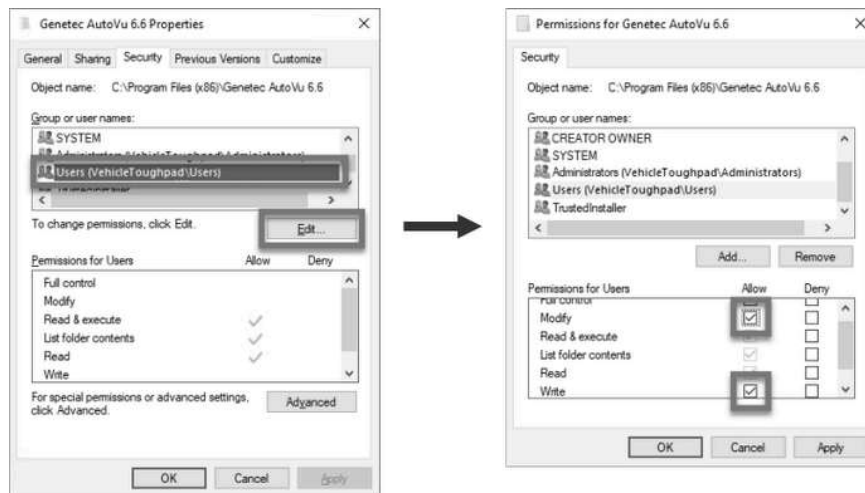 Genetec AutoVu 6.6 Properties
General Sharing Security Previous Versions Customize
Object name: C:\Program Files (x86)\Genetec AutoVu 6.6
Group or user names:
SYSTEM
Users (VehicleToughpad\Users)
To change permissions, click Edit.
Edit...
Permissions for Users Allow Deny
Full control
Modify
Read & execute
List folder contents
Read
Write
For special permissions or advanced settings,
click Advanced.
Advanced
OK Cancel Apply
Permissions for Genetec AutoVu 6.6
Security
Object name: C:\Program Files (x86)\Genetec AutoVu 6.6
Group or user names:
CREATOR OWNER
SYSTEM
Administrators (VehicleToughpad\Administrators)
Users (VehicleToughpad\Users)
TrustedInstaller
Add... Remove
Permissions for Users Allow Deny
Full control
Modify
Read & execute
List folder contents
Read
Write
OK Cancel Apply